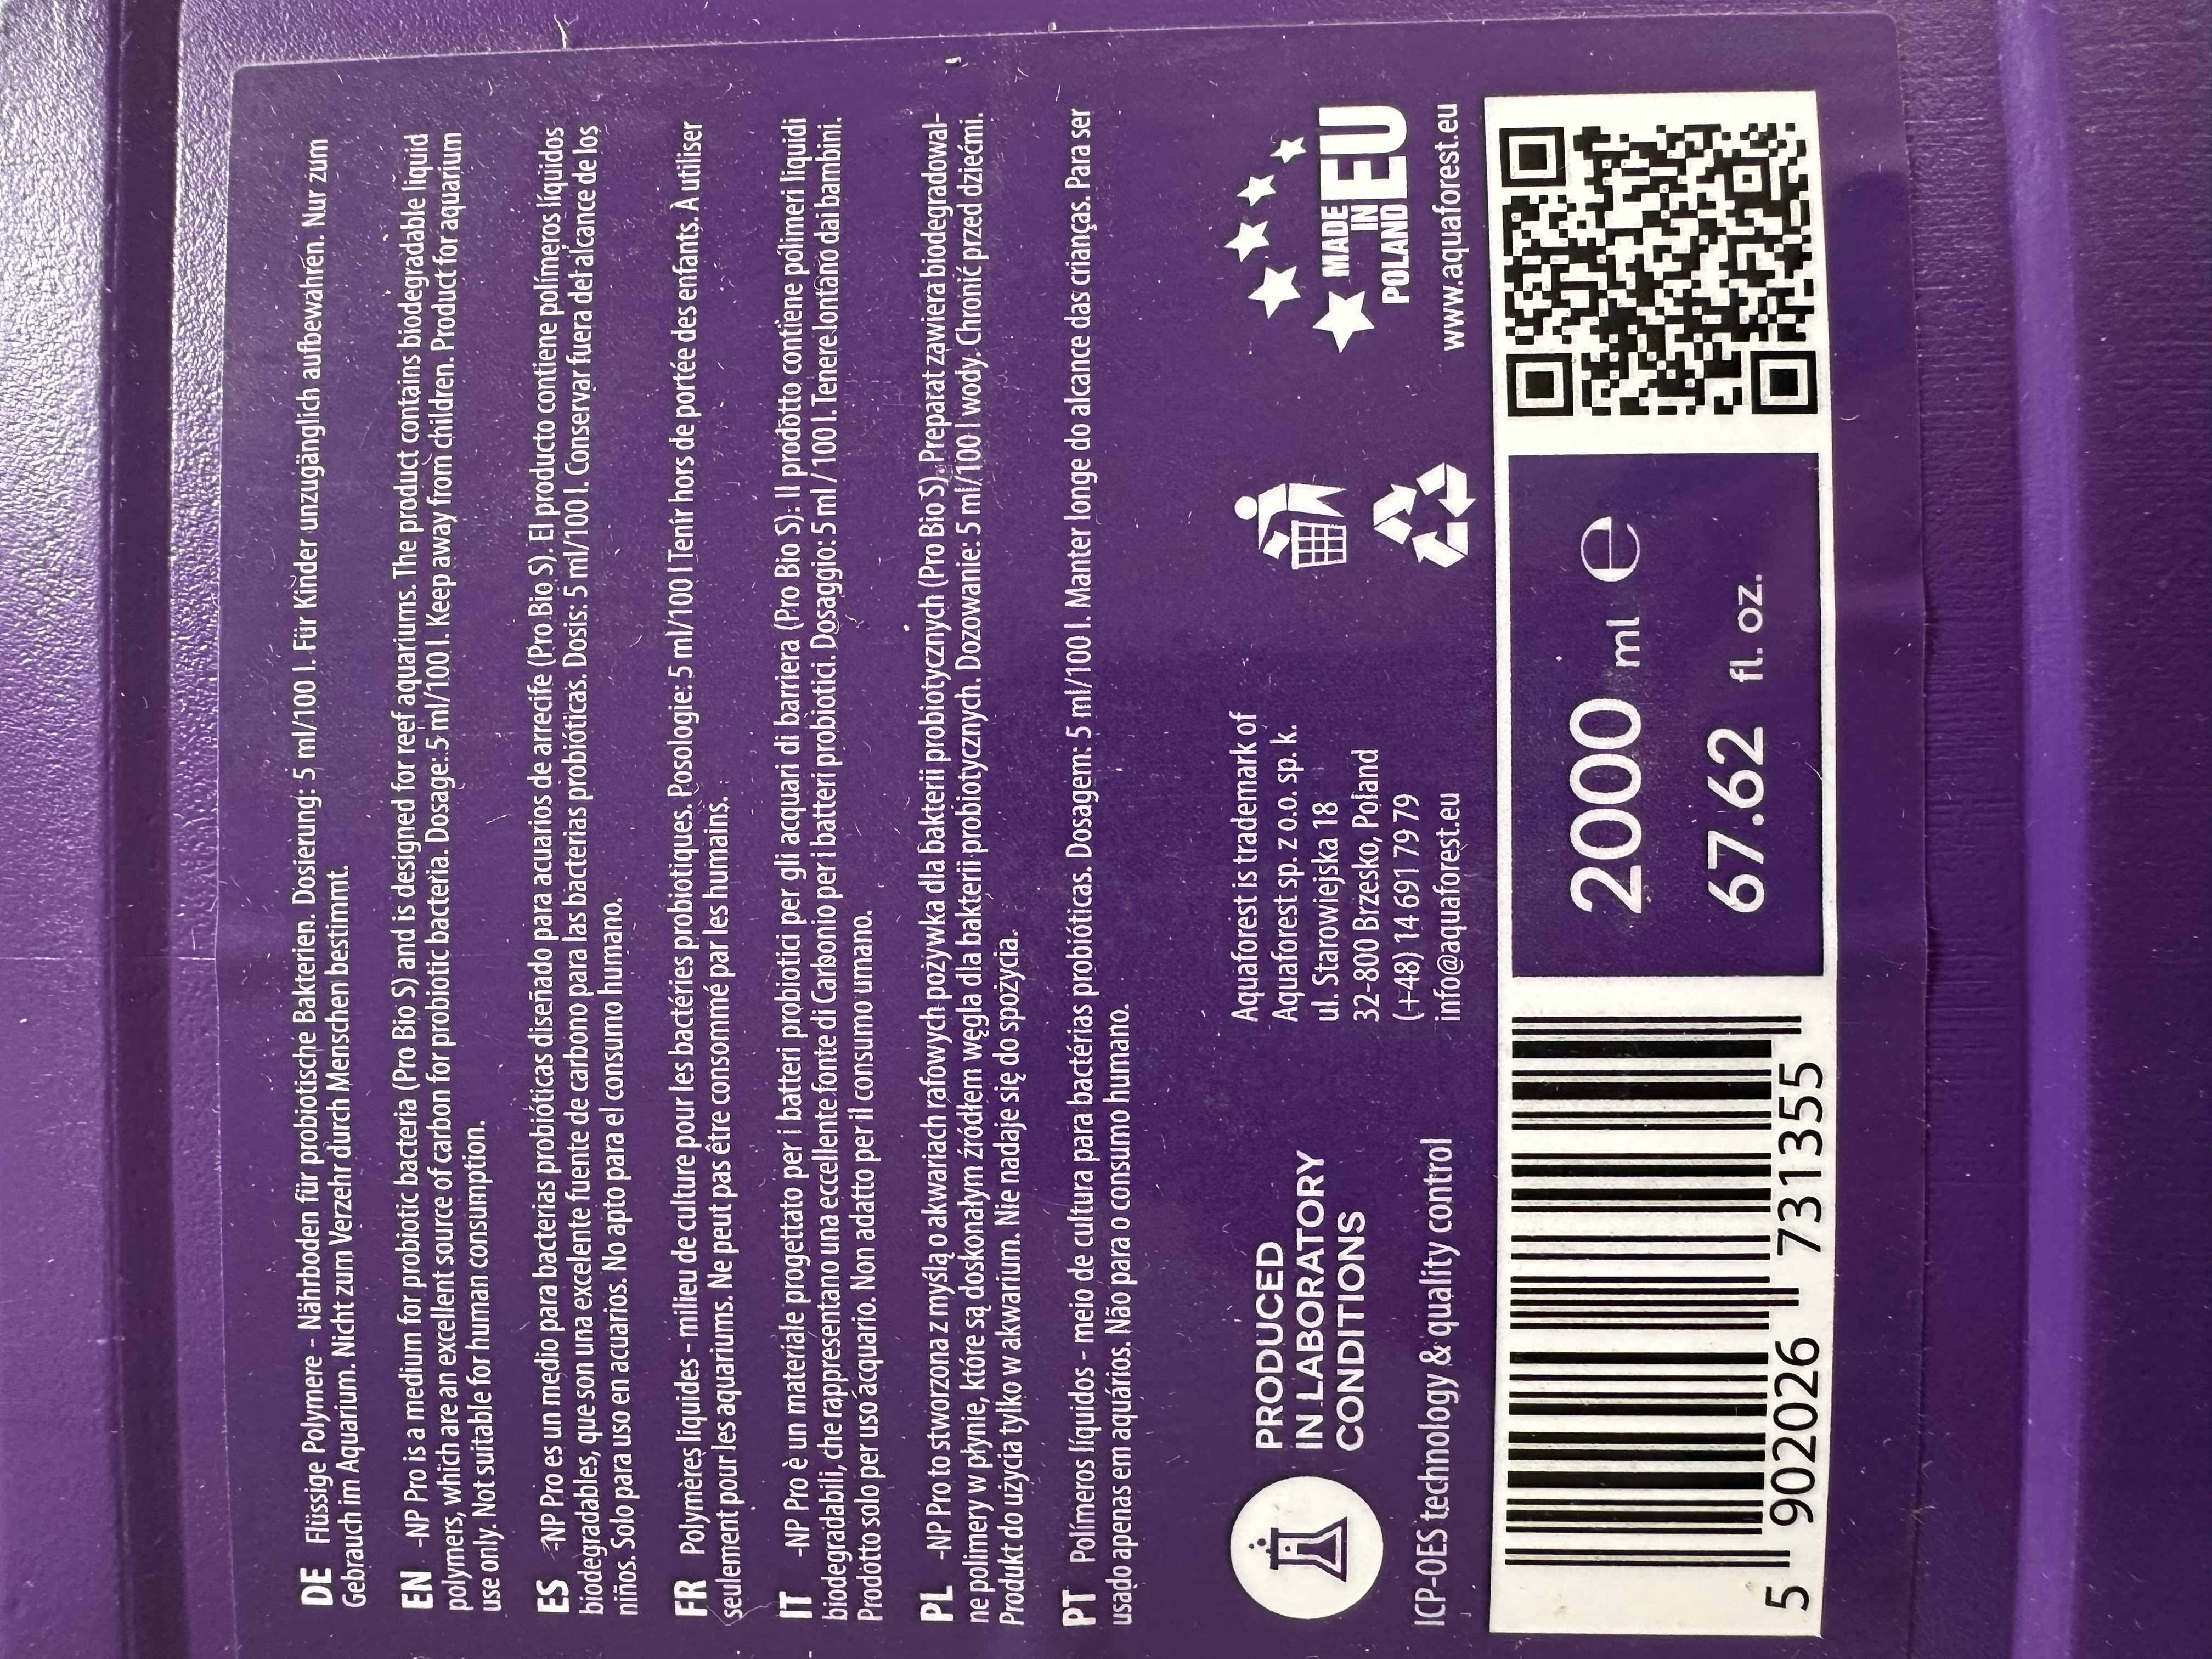 DE Flüssige Polymere - Nährboden für probiotische Bakterien. Dosierung: 5 ml/100 l. Für Kinder unzugänglich aufbewahren. Nur zum
Gebrauch im Aquarium. Nicht zum Verzehr durch Menschen bestimmt.
EN -NP Pro is a medium for probiotic bacteria (Pro Bio S) and is designed for reef aquariums. The product contains biodegradable liquid
polymers, which are an excellent source of carbon for probiotic bacteria. Dosage: 5 ml/100 l. Keep away from children. Product for aquarium
use only. Not suitable for human consumption.
ES -NP Pro es un medio para bacterias probióticas diseñado para acuarios de arrecife (Pro Bio S). El producto contiene polímeros líquidos
biodegradables, que son una excelente fuente de carbono para las bacterias probióticas. Dosis: 5 ml/100 l. Conservar fuera del alcance de los
niños. Solo para uso en acuarios. No apto para el consumo humano.
FR Polymères liquides - milieu de culture pour les bactéries probiotiques. Posologie: 5 ml/100 l Tenir hors de portée des enfants. À utiliser
seulement pour les aquariums. Ne peut pas être consommé par les humains.
IT -NP Pro è un materiale progettato per i batteri probiotici per gli acquari di barriera (Pro Bio S). Il prodotto contiene polimeri liquidi
biodegradabili, che rappresentano una eccellente fonte di Carbonio per i batteri probiotici. Dosaggio: 5 ml / 100 l. Tenere lontano dai bambini.
Prodotto solo per uso acquario. Non adatto per il consumo umano.
PL -NP Pro to stworzona z myślą o akwariach rafowych pożywka dla bakterii probiotycznych (Pro Bio S). Preparat zawiera biodegradowal-
ne polimery w płynie, które są doskonałym źródłem węgla dla bakterii probiotycznych. Dozowanie: 5 ml/100 l wody. Chronić przed dziećmi.
Produkt do użycia tylko w akwarium. Nie nadaje się do spożycia.
PT Polímeros líquidos - meio de cultura para bactérias probióticas. Dosagem: 5 ml/100 l. Manter longe do alcance das crianças. Para ser
usado apenas em aquários. Não para o consumo humano.
PRODUCED
IN LABORATORY
CONDITIONS
ICP-OES technology & quality control
Aquaforest is trademark of
Aquaforest sp. z o.o. sp. k.
ul. Starowiejska 18
32-800 Brzesko, Poland
(+48) 14 691 79 79
info@aquaforest.eu
MADE
IN
POLAND
EU
www.aquaforest.eu
5 902026 731355
2000 ml ℮
67.62 fl. oz.